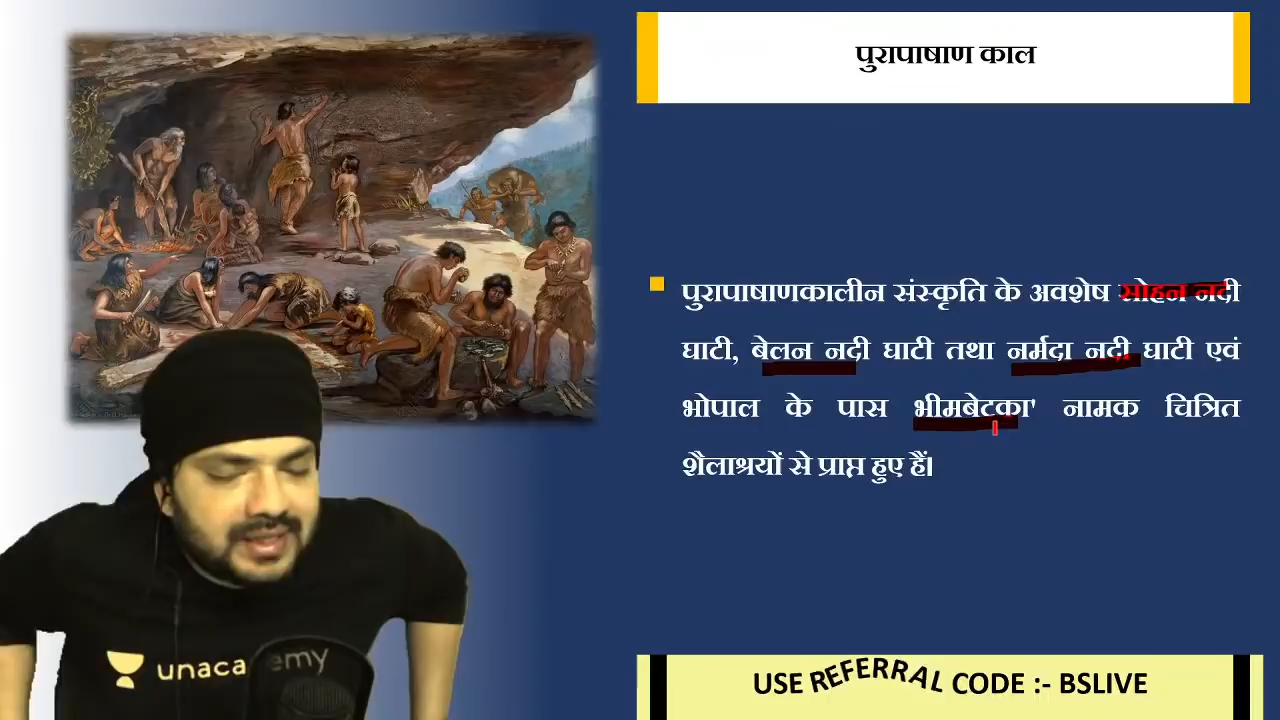 पुरापाषाण काल
पुरापाषाणकालीन संस्कृति के अवशेष सोहन नदी
घाटी, बेलन नदी घाटी तथा नर्मदा नदी घाटी एवं
भोपाल के पास भीमबेटका' नामक चित्रित
शैलाश्रयों से प्राप्त हुए हैं।
unacademy
USE REFERRAL CODE :- BSLIVE